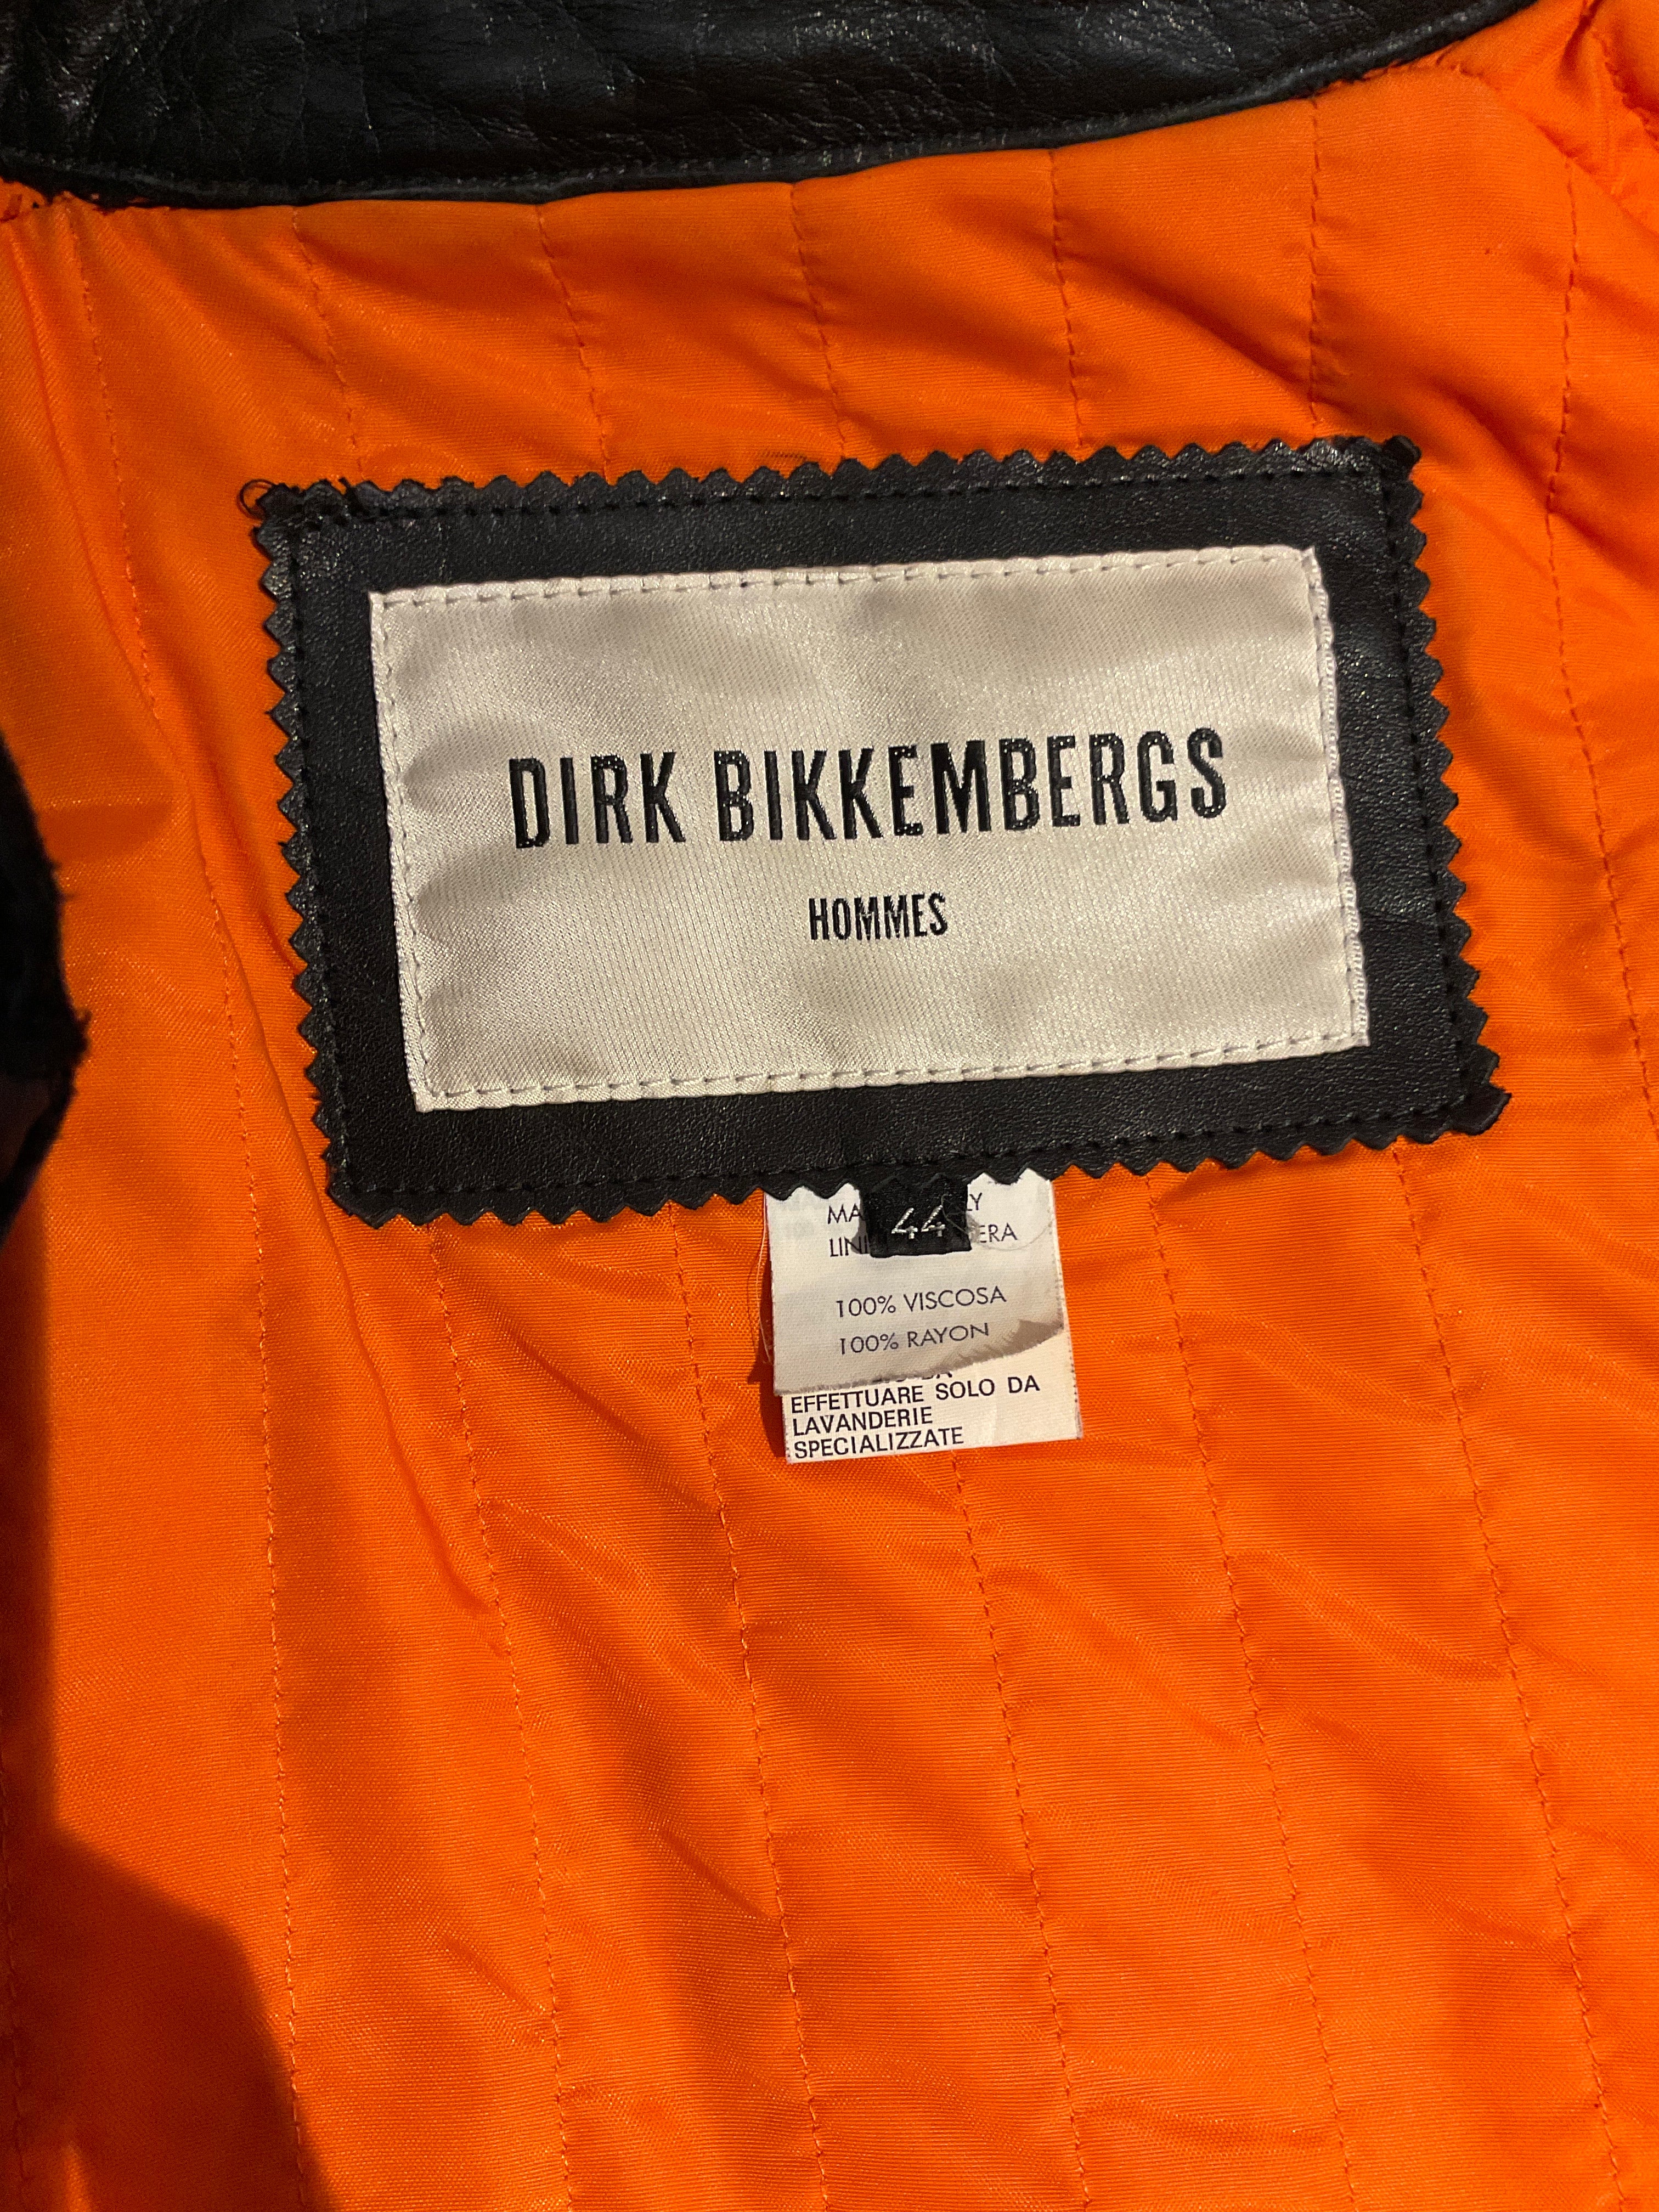 DIRK BIKKEMBERGS
HOMMES
44
100% VISCOSA
100% RAYON
EFFETTUARE SOLO DA
LAVANDERIE
SPECIALIZZATE